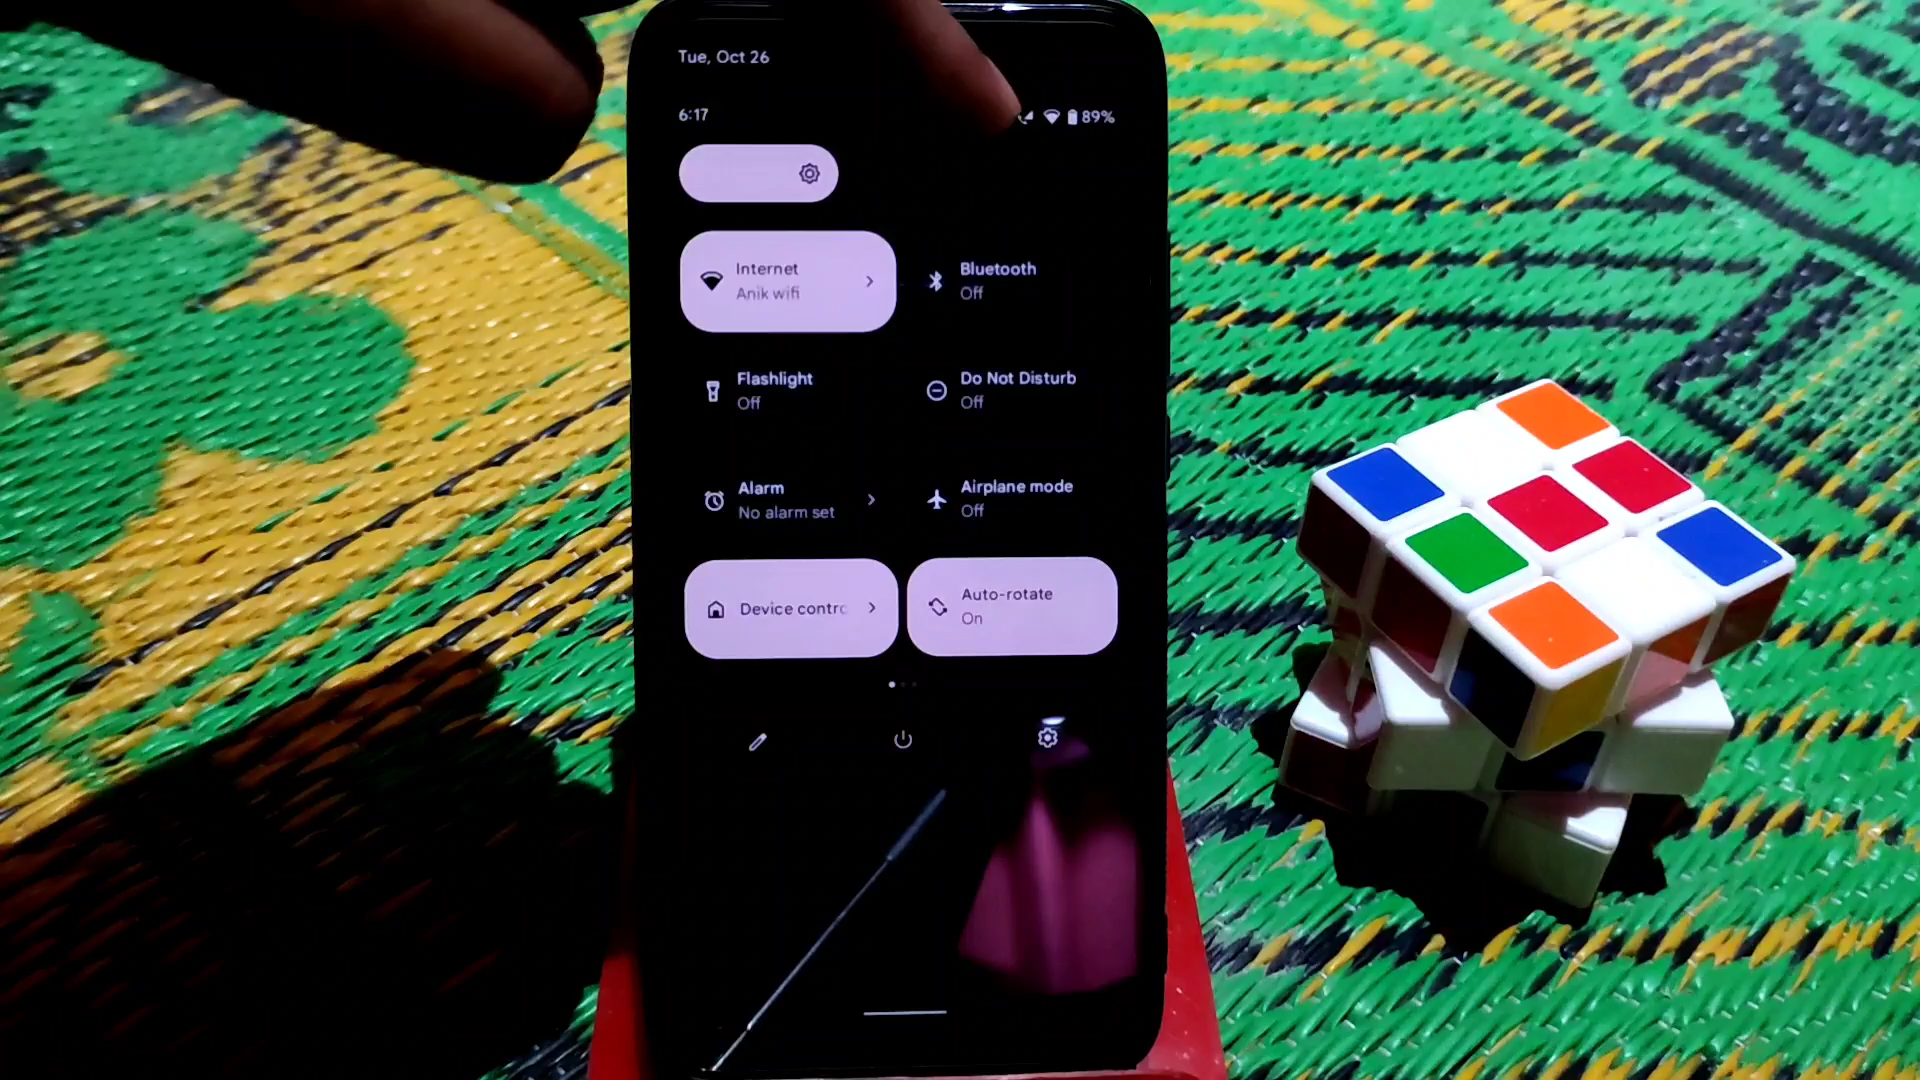 Tue, Oct 26
6:17
89%
Internet
Anik wifi
Bluetooth
Off
Flashlight
Off
Do Not Disturb
Off
Alarm
No alarm set
Airplane mode
Off
Device contro
Auto-rotate
On